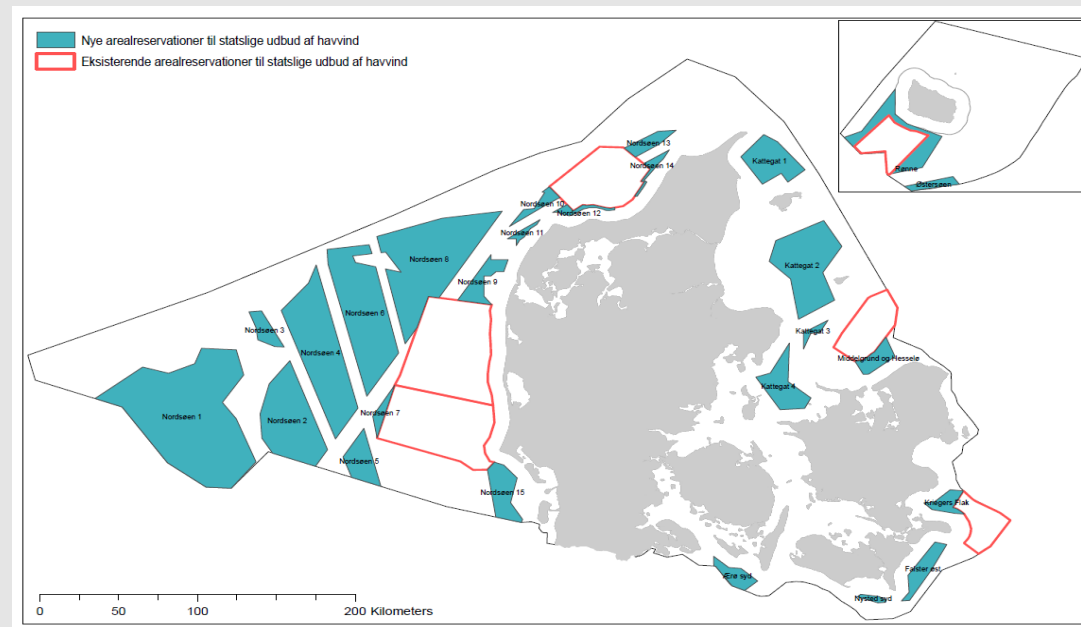 Nye arealreservationer til statslige udbud af havvind
Eksisterende arealreservationer til statslige udbud af havvind
Nordsøen 13
Nordsøen 14
Kattegat 1
Rønne
Østersøen
Nordsøen 10
Nordsøen 12
Nordsøen 11
Nordsøen 8
Kattegat 2
Nordsøen 9
Nordsøen 6
Nordsøen 3
Kattegat 3
Nordsøen 4
Middelgrund og Hesselø
Kattegat 4
Nordsøen 1
Nordsøen 7
Nordsøen 2
Nordsøen 5
Nordsøen 15
Kriegers Flak
Falster øst
Ærø syd
Nysted syd
0 50 100 200 Kilometers